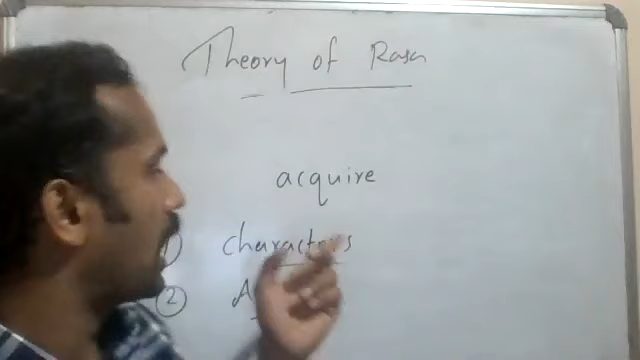 Theory of Rasa
acquire
1 characters
2 A